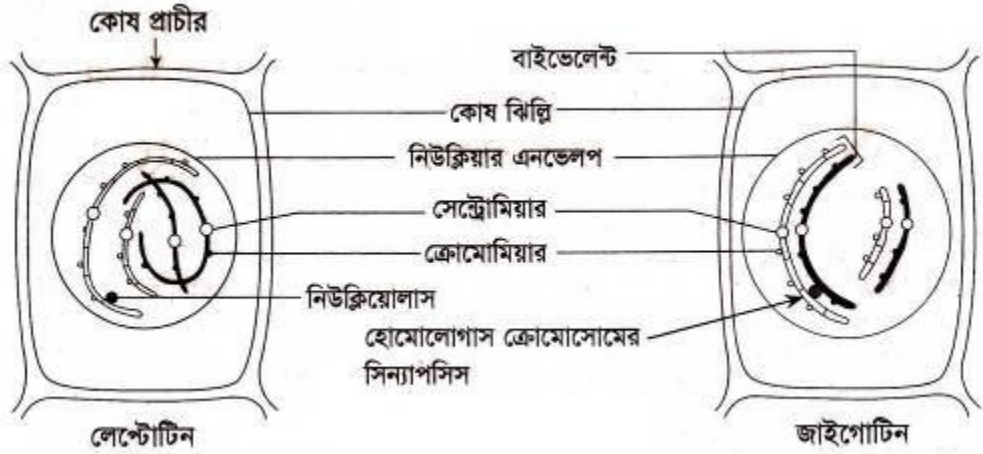 কোষ প্রাচীর
বাইভেলেন্ট
কোষ ঝিল্লি
নিউক্লিয়ার এনভেলপ
সেন্ট্রোমিয়ার
ক্রোমোমিয়ার
নিউক্লিয়োলাস
হোমোলোগাস ক্রোমোসোমের
সিন্যাপসিস
লেপ্টোটিন
জাইগোটিন